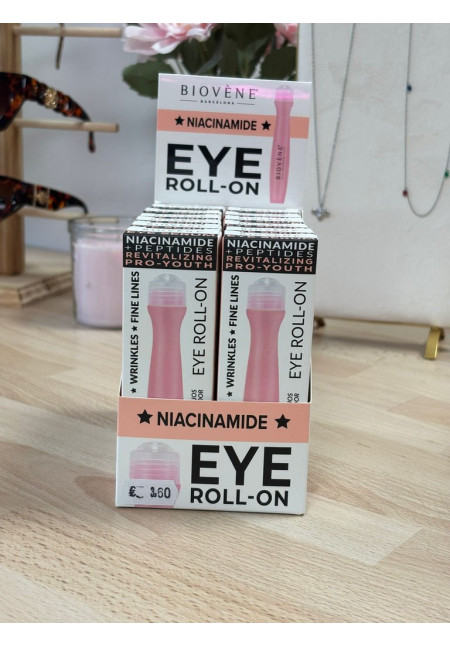 BIOVÈNE
BARCELONA
★ NIACINAMIDE ★
EYE
ROLL-ON
BIOVÈNE
NIACINAMIDE
+PEPTIDES
REVITALIZING
PRO-YOUTH
★ WRINKLES ★ FINE LINES
EYE ROLL-ON
NIACINAMIDE
+PEPTIDES
REVITALIZING
PRO-YOUTH
★ WRINKLES ★ FINE LINES
EYE ROLL-ON
★ NIACINAMIDE ★
EYE
ROLL-ON